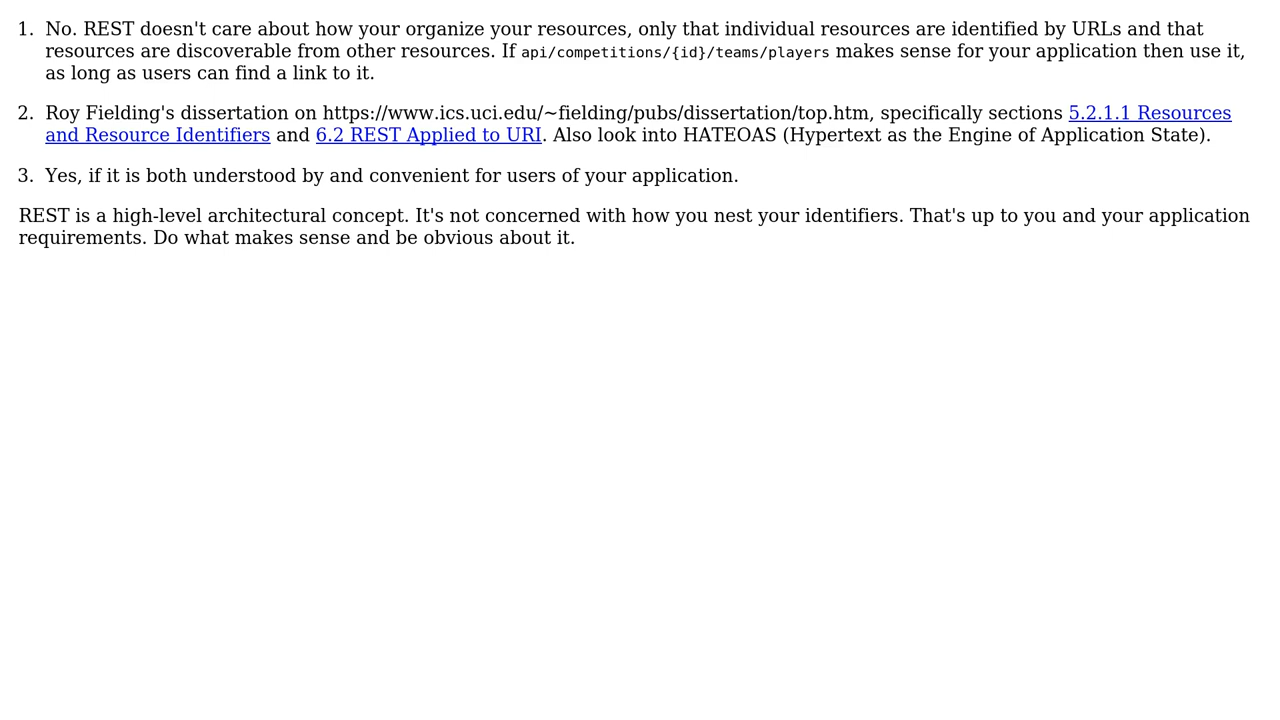 1. No. REST doesn't care about how your organize your resources, only that individual resources are identified by URLs and that
resources are discoverable from other resources. If api/competitions/{id}/teams/players makes sense for your application then use it,
as long as users can find a link to it.
2. Roy Fielding's dissertation on https://www.ics.uci.edu/~fielding/pubs/dissertation/top.htm, specifically sections 5.2.1.1 Resources
and Resource Identifiers and 6.2 REST Applied to URI. Also look into HATEOAS (Hypertext as the Engine of Application State).
3. Yes, if it is both understood by and convenient for users of your application.
REST is a high-level architectural concept. It's not concerned with how you nest your identifiers. That's up to you and your application
requirements. Do what makes sense and be obvious about it.